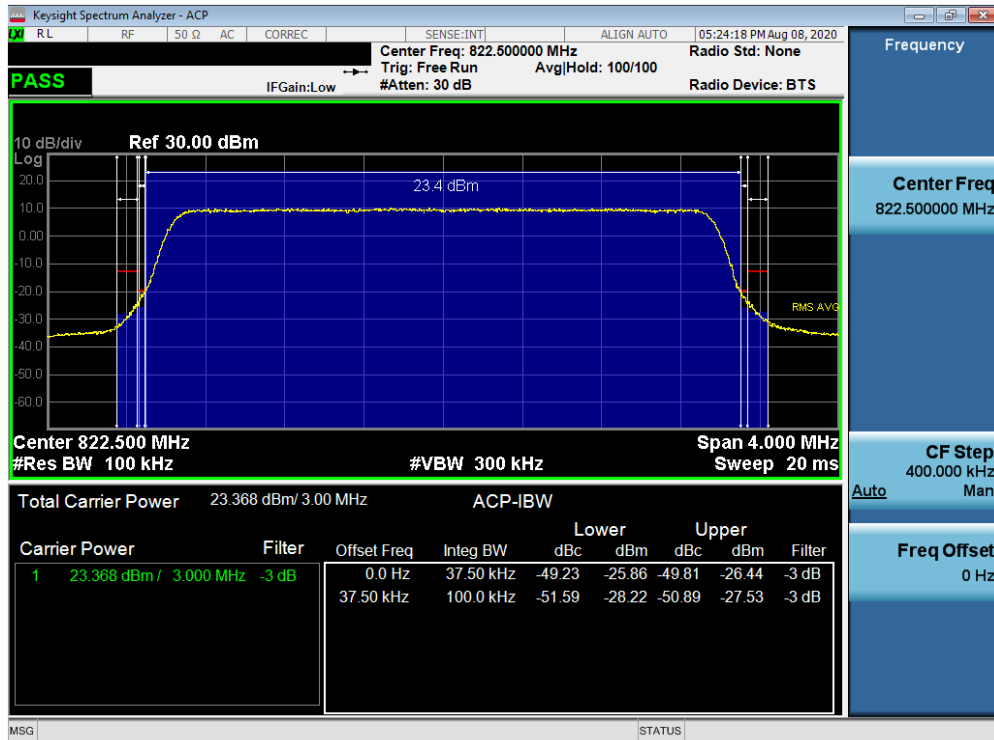 Keysight Spectrum Analyzer - ACP
LXI RL RF 50 Ω AC CORREC SENSE:INT ALIGN AUTO 05:24:18 PM Aug 08, 2020
Center Freq: 822.500000 MHz Radio Std: None
Trig: Free Run Avg|Hold: 100/100
PASS IFGain:Low #Atten: 30 dB Radio Device: BTS
10 dB/div Ref 30.00 dBm
Log
20.0
23.4 dBm
10.0
0.00
-10.0
-20.0
-30.0
RMS AVG
-40.0
-50.0
-60.0
Center 822.500 MHz Span 4.000 MHz
#Res BW 100 kHz #VBW 300 kHz Sweep 20 ms
Total Carrier Power 23.368 dBm/ 3.00 MHz ACP-IBW
Lower Upper
Carrier Power Filter Offset Freq Integ BW dBc dBm dBc dBm Filter
1 23.368 dBm / 3.000 MHz -3 dB 0.0 Hz 37.50 kHz -49.23 -25.86 -49.81 -26.44 -3 dB
37.50 kHz 100.0 kHz -51.59 -28.22 -50.89 -27.53 -3 dB
MSG STATUS
Frequency
Center Freq
822.500000 MHz
CF Step
400.000 kHz
Auto Man
Freq Offset
0 Hz